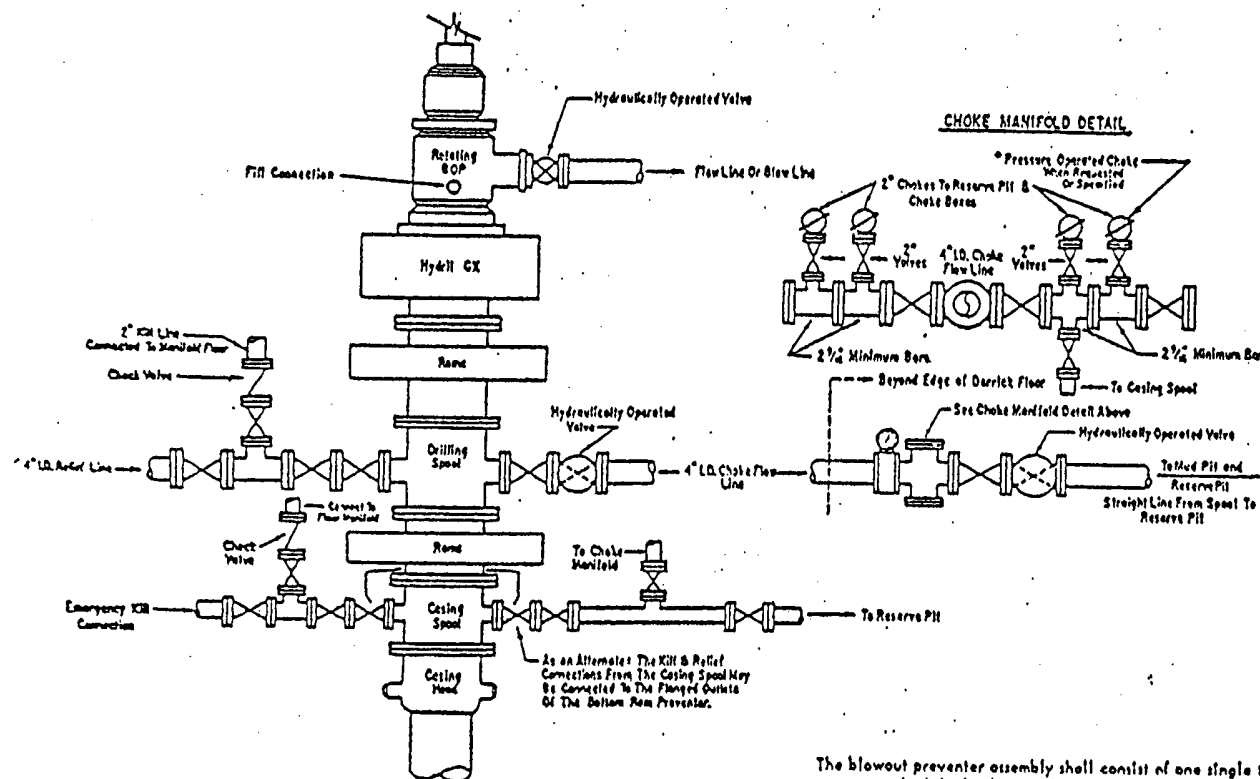 Hydraulically Operated Valve
Rotating
BOP
Fill Connection
Flow Line Or Blow Line
Hydril GX
2" Kill Line
Connected To Manifold Floor
Check Valve
Rams
Hydraulically Operated
Valve
4" I.D. Relief Line
Drilling
Spool
4" I.D. Choke Flow
Line
Connect To
Flow Manifold
Check
Valve
Rams
To Choke
Manifold
Emergency Kill
Connection
Casing
Spool
To Reserve Pit
As an Alternate The Kill & Relief
Connections From The Casing Spool May
Be Connected To The Flanged Outlets
Of The Bottom Ram Preventer.
Casing
Head
CHOKE MANIFOLD DETAIL
* Pressure Operated Choke
When Requested
Or Specified
2" Chokes To Reserve Pit &
Choke Boxes
2"
Valves
4" I.D. Choke
Flow Line
2"
Valves
2 9/16" Minimum Bore
2 9/16" Minimum Bore
To Casing Spool
Beyond Edge of Derrick Floor
See Choke Manifold Detail Above
Hydraulically Operated Valve
To Mud Pit and
Reserve Pit
Straight Line From Spool To
Reserve Pit
The blowout preventer assembly shall consist of one single